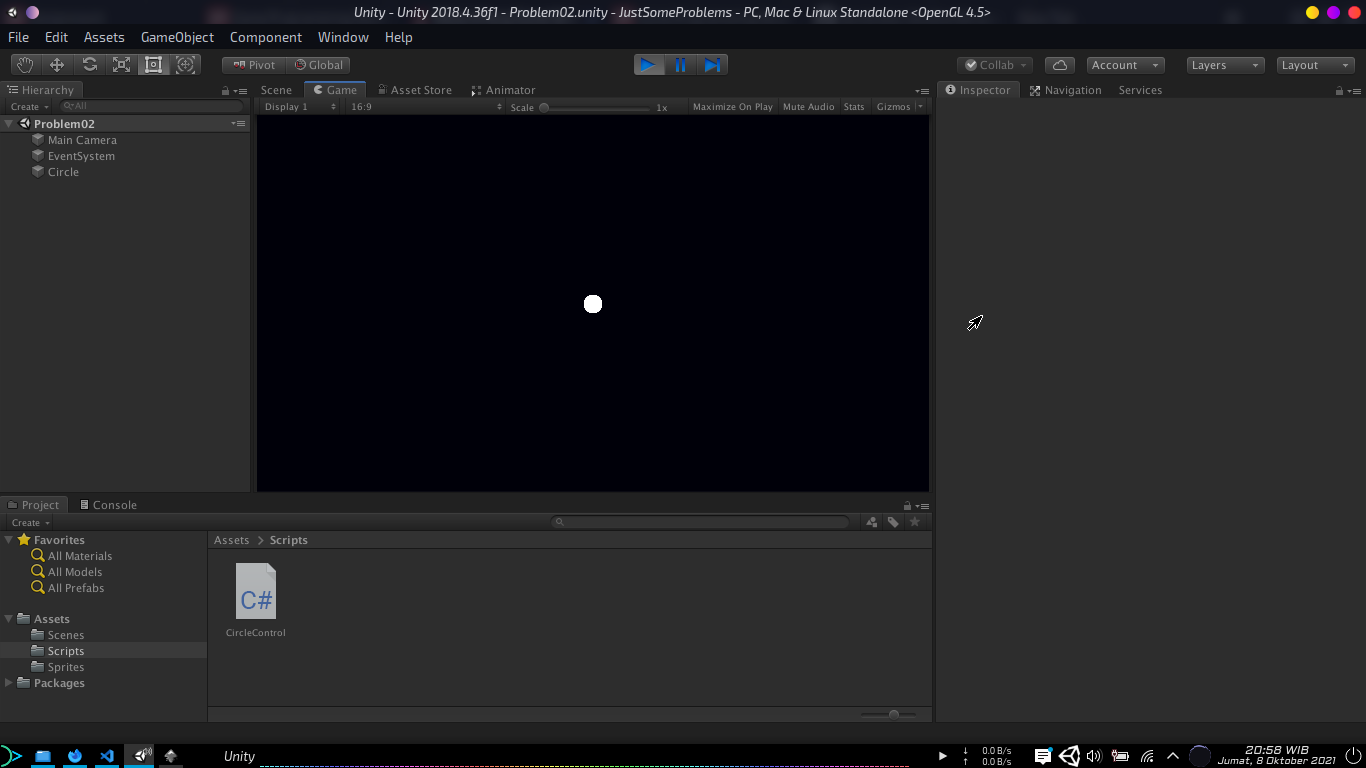 Unity - Unity 2018.4.36f1 - Problem02.unity - JustSomeProblems - PC, Mac & Linux Standalone <OpenGL 4.5>
File Edit Assets GameObject Component Window Help
Pivot Global Collab Account Layers Layout
Hierarchy Scene Game Asset Store Animator Inspector Navigation Services
Create All Display 1 16:9 Scale 1x Maximize On Play Mute Audio Stats Gizmos
Problem02
Main Camera
EventSystem
Circle
Project Console
Create
Favorites Assets Scripts
All Materials
All Models
All Prefabs
C#
Assets
CircleControl
Scenes
Scripts
Sprites
Packages
Unity 0.0 B/s 20:58 WIB
0.0 B/s Jumat, 8 Oktober 2021